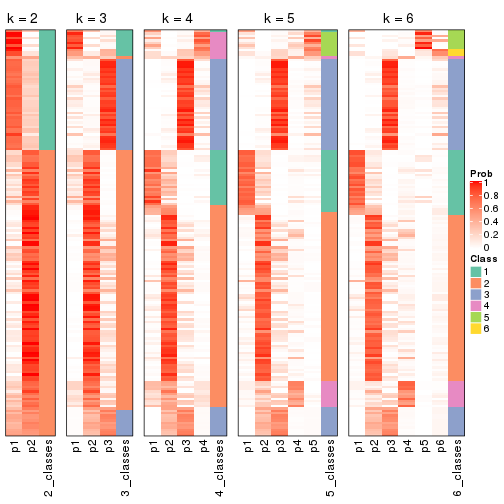 k = 2
k = 3
k = 4
k = 5
k = 6
Prob
1
0.8
0.6
0.4
0.2
0
Class
1
2
3
4
5
6
p1
p2
2_classes
p1
p2
p3
3_classes
p1
p2
p3
p4
4_classes
p1
p2
p3
p4
p5
5_classes
p1
p2
p3
p4
p5
p6
6_classes